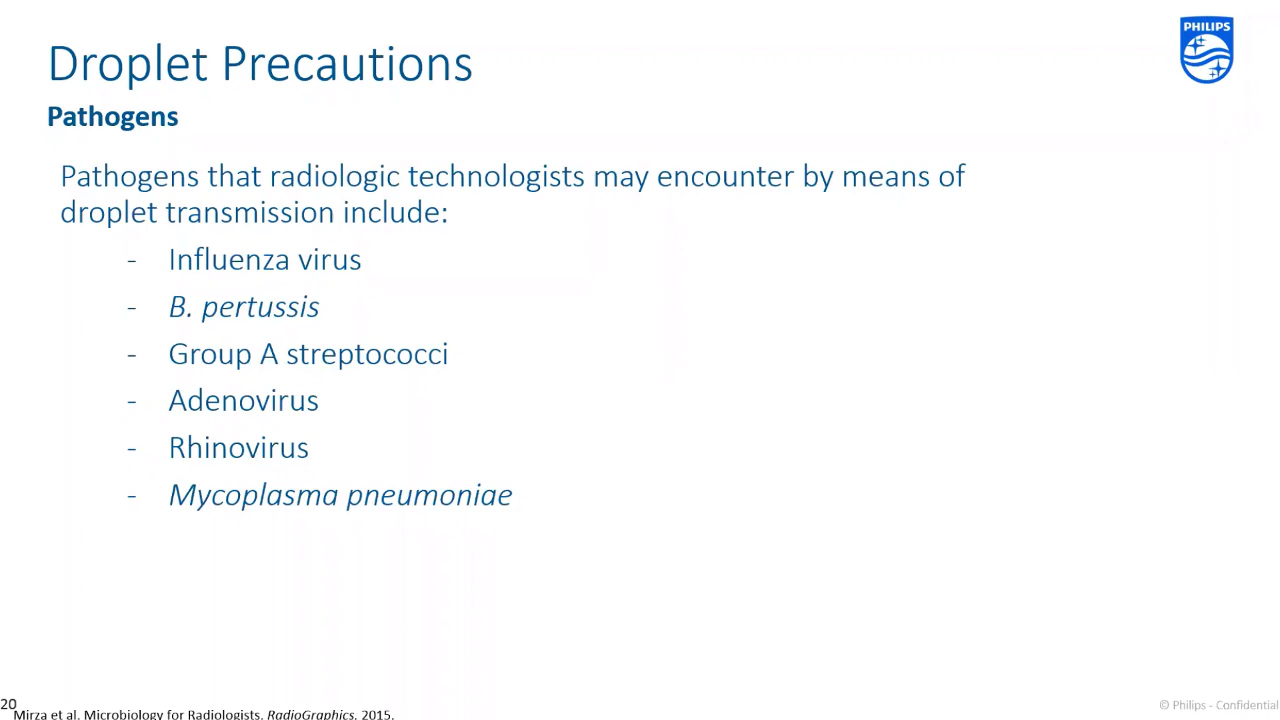 PHILIPS
Droplet Precautions
Pathogens
Pathogens that radiologic technologists may encounter by means of
droplet transmission include:
- Influenza virus
- B. pertussis
- Group A streptococci
- Adenovirus
- Rhinovirus
- Mycoplasma pneumoniae
20
Mirza et al. Microbiology for Radiologists. RadioGraphics. 2015.
© Philips - Confidential